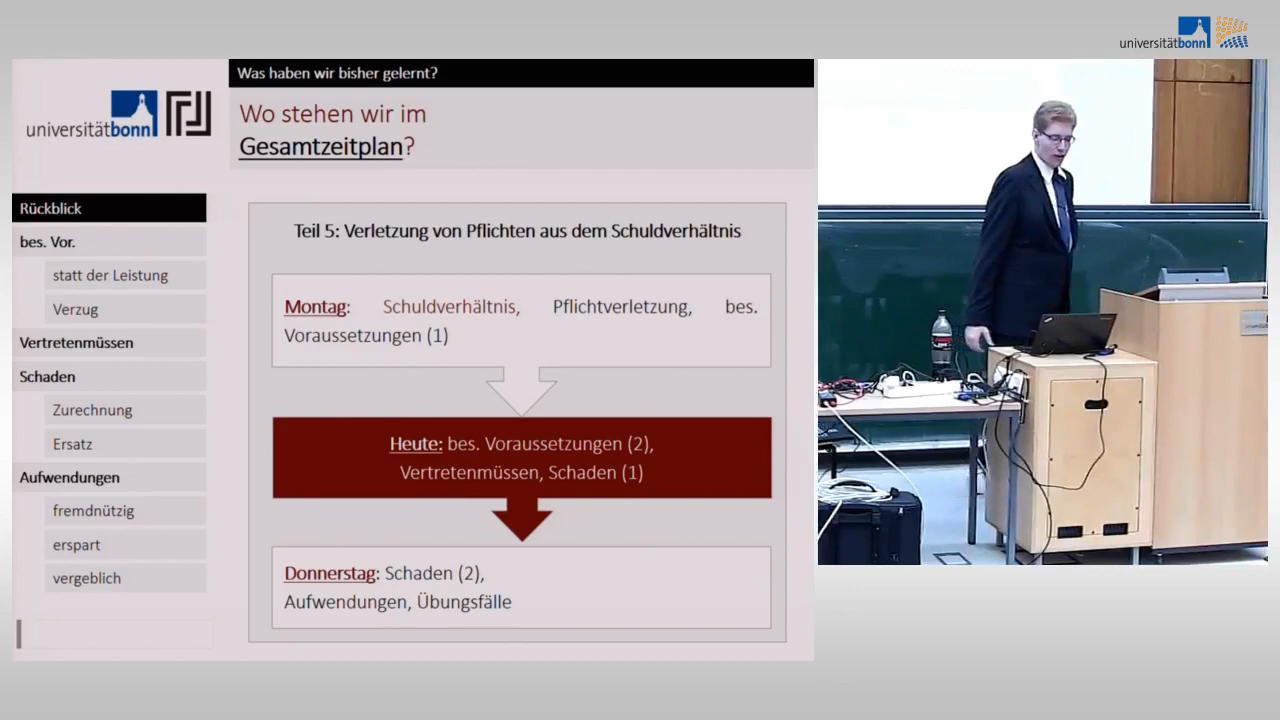 universitätbonn
Was haben wir bisher gelernt?
universitätbonn
Wo stehen wir im
Gesamtzeitplan?
Rückblick
bes. Vor.
statt der Leistung
Verzug
Vertretenmüssen
Schaden
Zurechnung
Ersatz
Aufwendungen
fremdnützig
erspart
vergeblich
Teil 5: Verletzung von Pflichten aus dem Schuldverhältnis
Montag: Schuldverhältnis, Pflichtverletzung, bes.
Voraussetzungen (1)
Heute: bes. Voraussetzungen (2),
Vertretenmüssen, Schaden (1)
Donnerstag: Schaden (2),
Aufwendungen, Übungsfälle